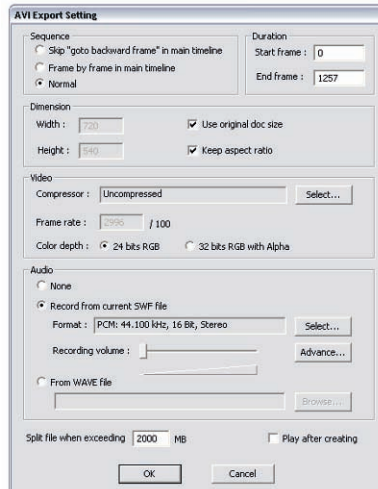 AVI Export Setting
Sequence
Skip "goto backward frame" in main timeline
Frame by frame in main timeline
Normal
Duration
Start frame : 0
End frame : 1257
Dimension
Width : 720
Use original doc size
Height : 540
Keep aspect ratio
Video
Compressor : Uncompressed Select...
Frame rate : 2996 / 100
Color depth : 24 bits RGB 32 bits RGB with Alpha
Audio
None
Record from current SWF file
Format : PCM: 44.100 kHz, 16 Bit, Stereo Select...
Recording volume : Advance...
From WAVE file
Browse...
Split file when exceeding 2000 MB Play after creating
OK Cancel